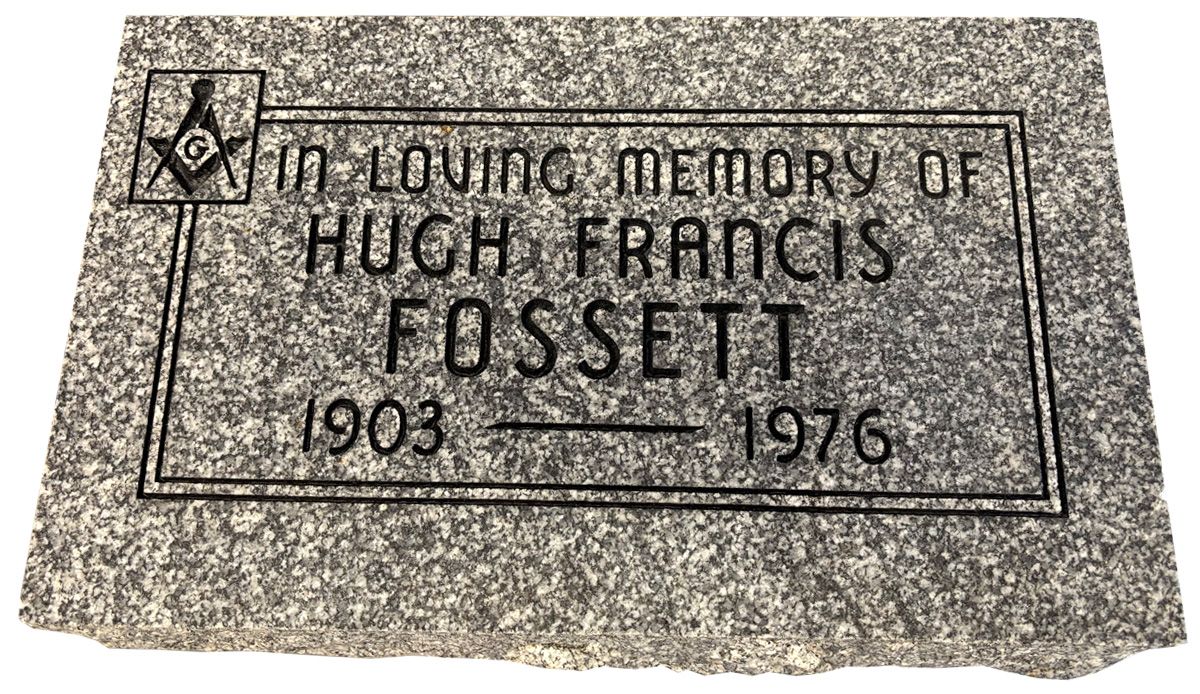 G
IN LOVING MEMORY OF
HUGH FRANCIS
FOSSETT
1903 — 1976